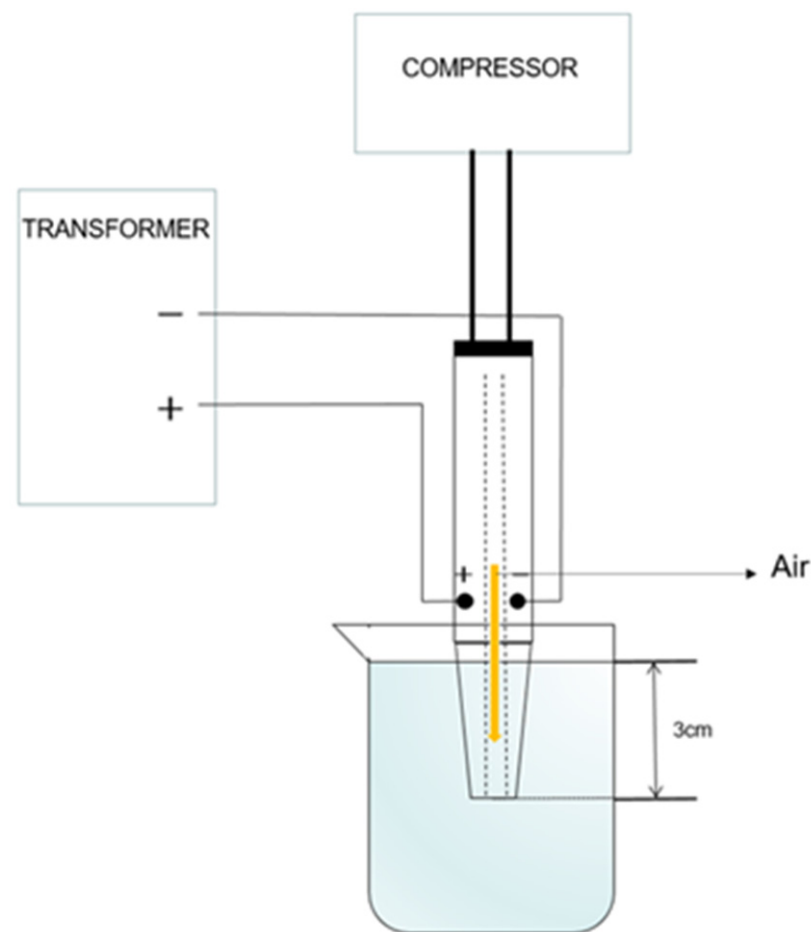 COMPRESSOR
TRANSFORMER
−
+
+ −
Air
3cm